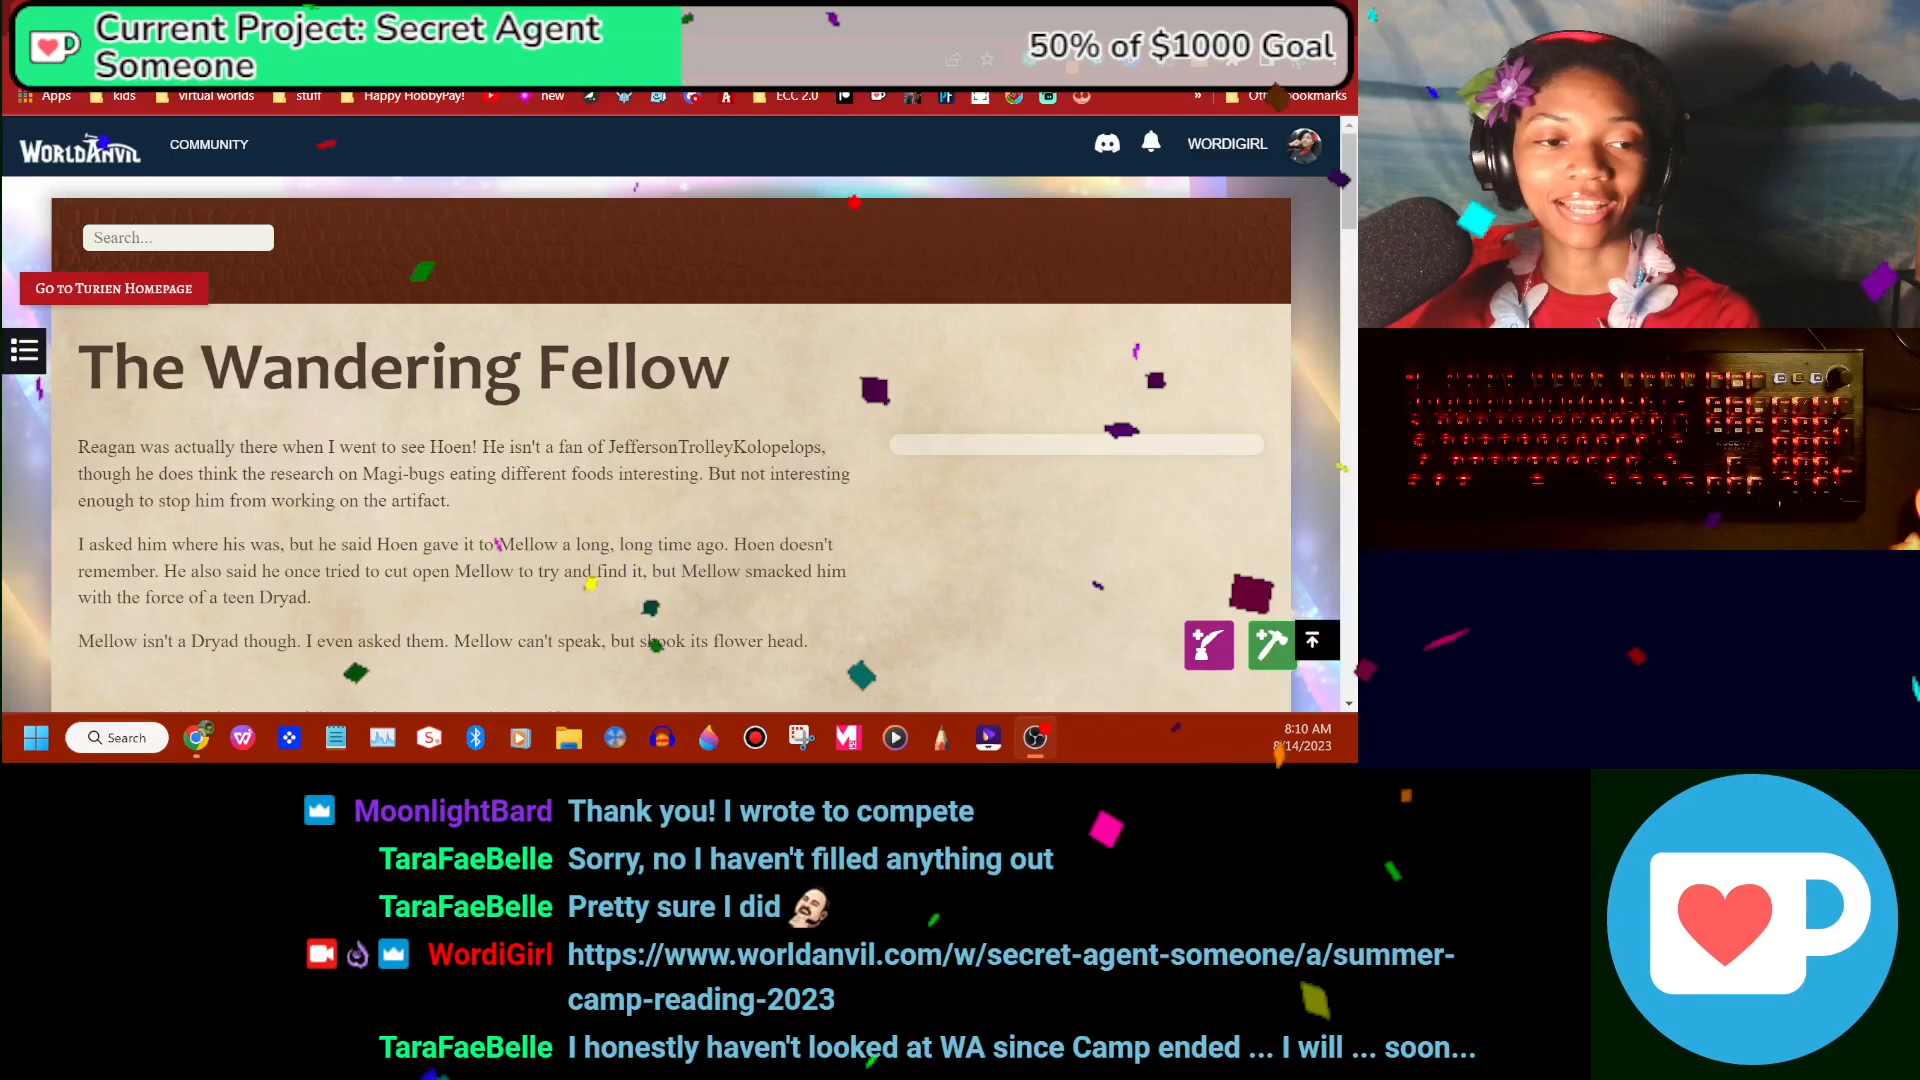 Current Project: Secret Agent
Someone
50% of $1000 Goal
Apps
kids
virtual worlds
stuff
Happy HobbyPay!
new
ECC 2.0
»
WORLDANVIL
COMMUNITY
WORDIGIRL
Search...
GO TO TURIEN HOMEPAGE
The Wandering Fellow
Reagan was actually there when I went to see Hoen! He isn't a fan of JeffersonTrolleyKolopelops,
though he does think the research on Magi-bugs eating different foods interesting. But not interesting
enough to stop him from working on the artifact.
I asked him where his was, but he said Hoen gave it to Mellow a long, long time ago. Hoen doesn't
remember. He also said he once tried to cut open Mellow to try and find it, but Mellow smacked him
with the force of a teen Dryad.
Mellow isn't a Dryad though. I even asked them. Mellow can't speak, but shook its flower head.
Search
8:10 AM
8/14/2023
MoonlightBard Thank you! I wrote to compete
TaraFaeBelle Sorry, no I haven't filled anything out
TaraFaeBelle Pretty sure I did
WordiGirl https://www.worldanvil.com/w/secret-agent-someone/a/summer-
camp-reading-2023
TaraFaeBelle I honestly haven't looked at WA since Camp ended ... I will ... soon...